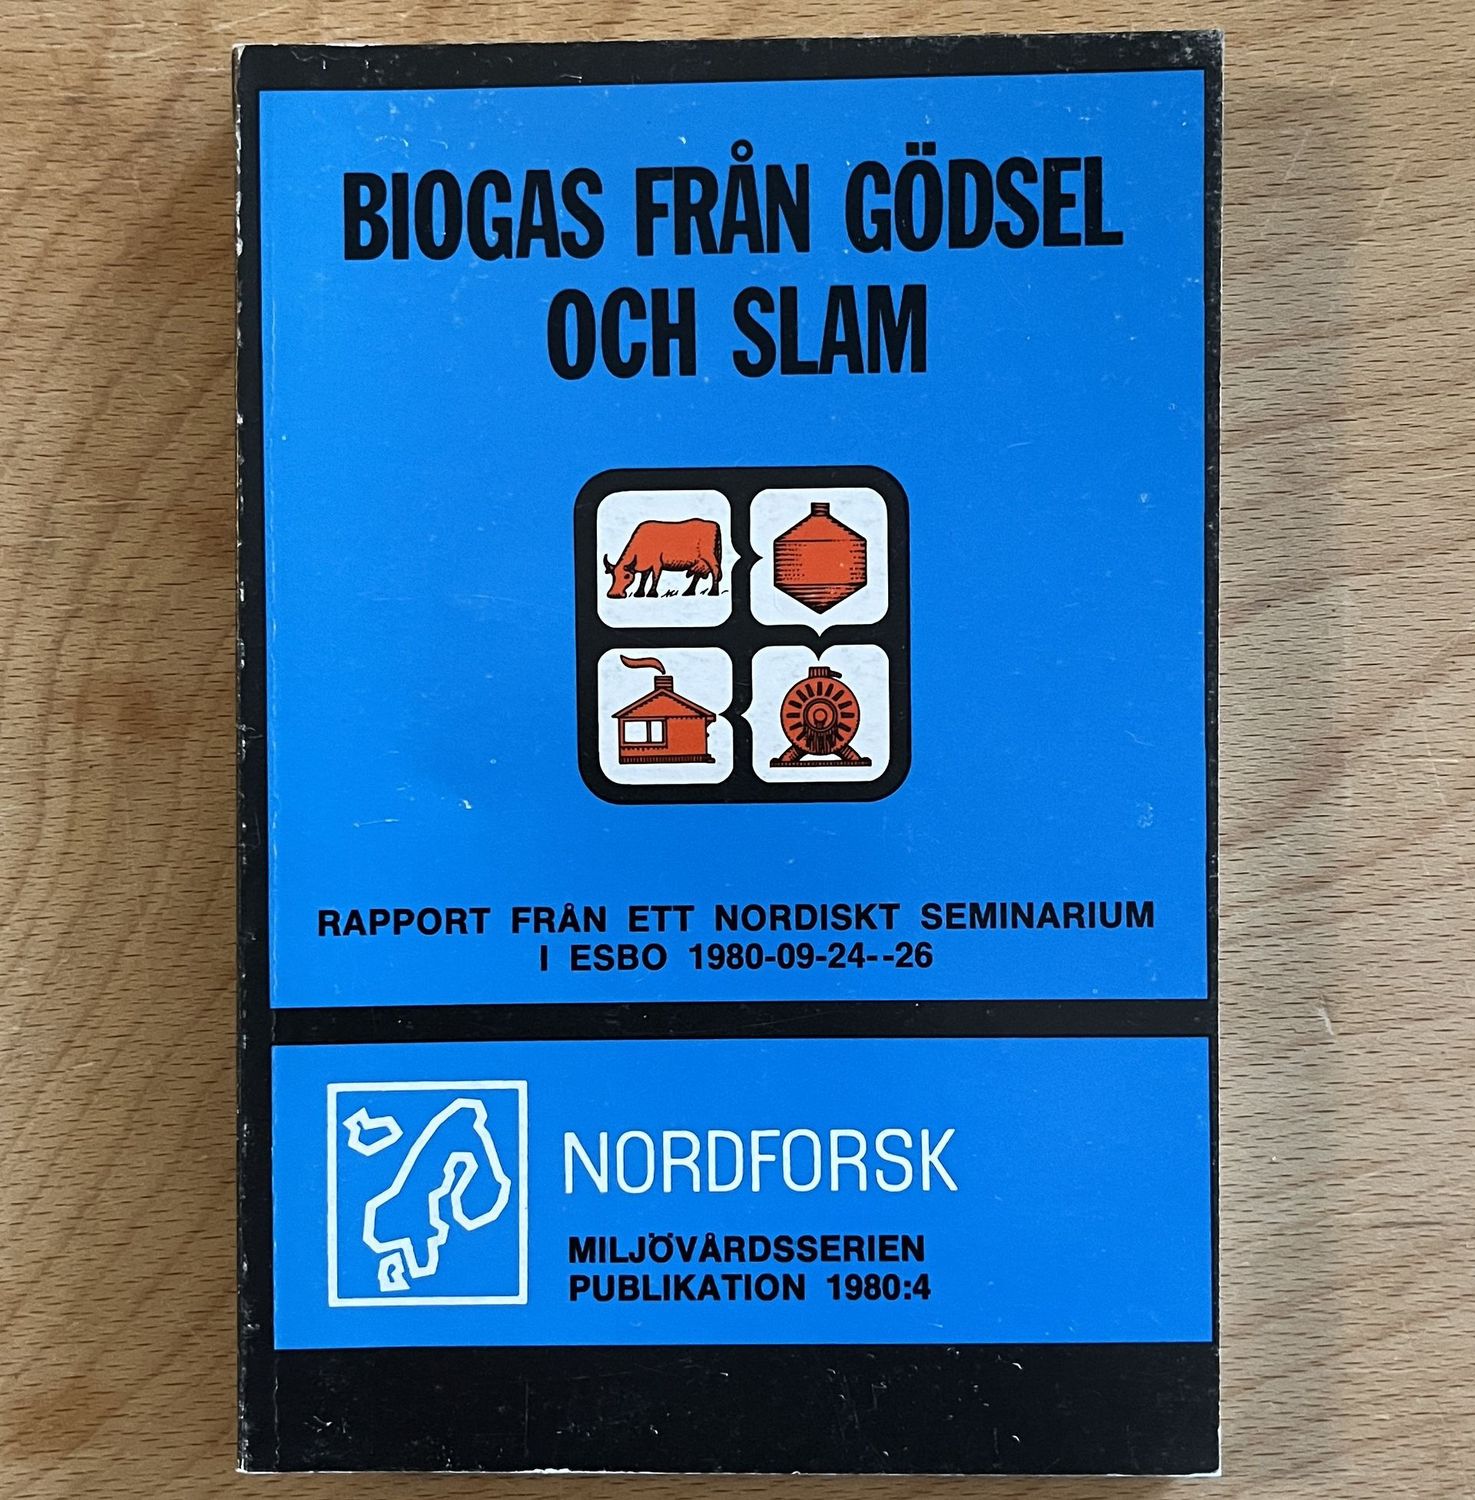 BIOGAS FRÅN GÖDSEL
OCH SLAM
RAPPORT FRÅN ETT NORDISKT SEMINARIUM
I ESBO 1980-09-24--26
NORDFORSK
MILJÖVÅRDSSERIEN
PUBLIKATION 1980:4